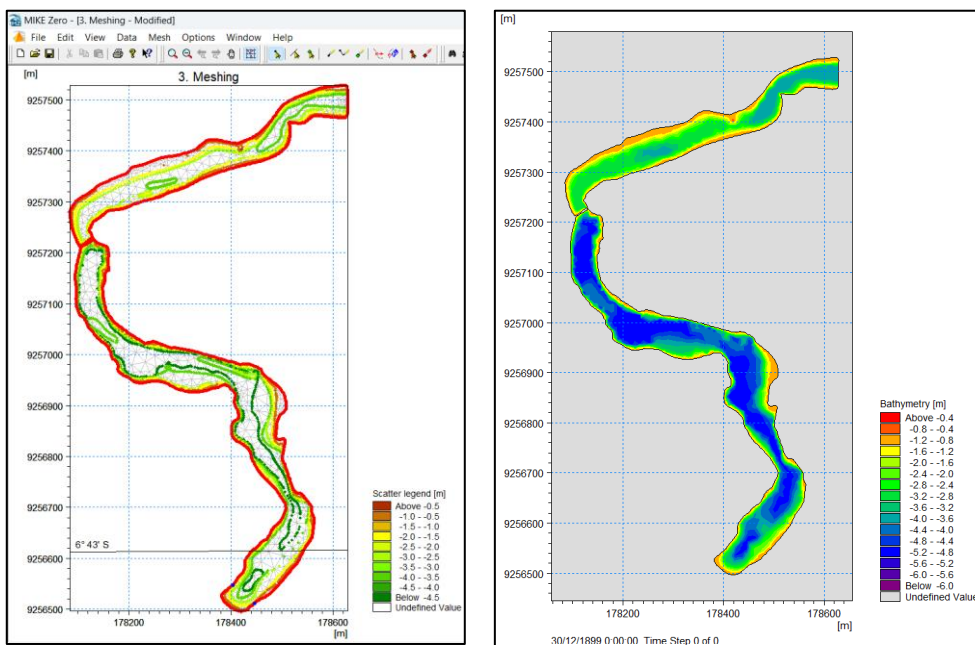 MIKE Zero - [3. Meshing - Modified]
File Edit View Data Mesh Options Window Help
[m]
3. Meshing
9257500
9257400
9257300
9257200
9257100
9257000
9256900
9256800
9256700
6° 43' S
9256600
9256500
178200 178400 178600
[m]
Scatter legend [m]
Above -0.5
-1.0 - -0.5
-1.5 - -1.0
-2.0 - -1.5
-2.5 - -2.0
-3.0 - -2.5
-3.5 - -3.0
-4.0 - -3.5
-4.5 - -4.0
Below -4.5
Undefined Value
[m]
9257500
9257400
9257300
9257200
9257100
9257000
9256900
9256800
9256700
9256600
9256500
178200 178400 178600
[m]
30/12/1899 0:00:00 Time Step 0 of 0
Bathymetry [m]
Above -0.4
-0.8 - -0.4
-1.2 - -0.8
-1.6 - -1.2
-2.0 - -1.6
-2.4 - -2.0
-2.8 - -2.4
-3.2 - -2.8
-3.6 - -3.2
-4.0 - -3.6
-4.4 - -4.0
-4.8 - -4.4
-5.2 - -4.8
-5.6 - -5.2
-6.0 - -5.6
Below -6.0
Undefined Value